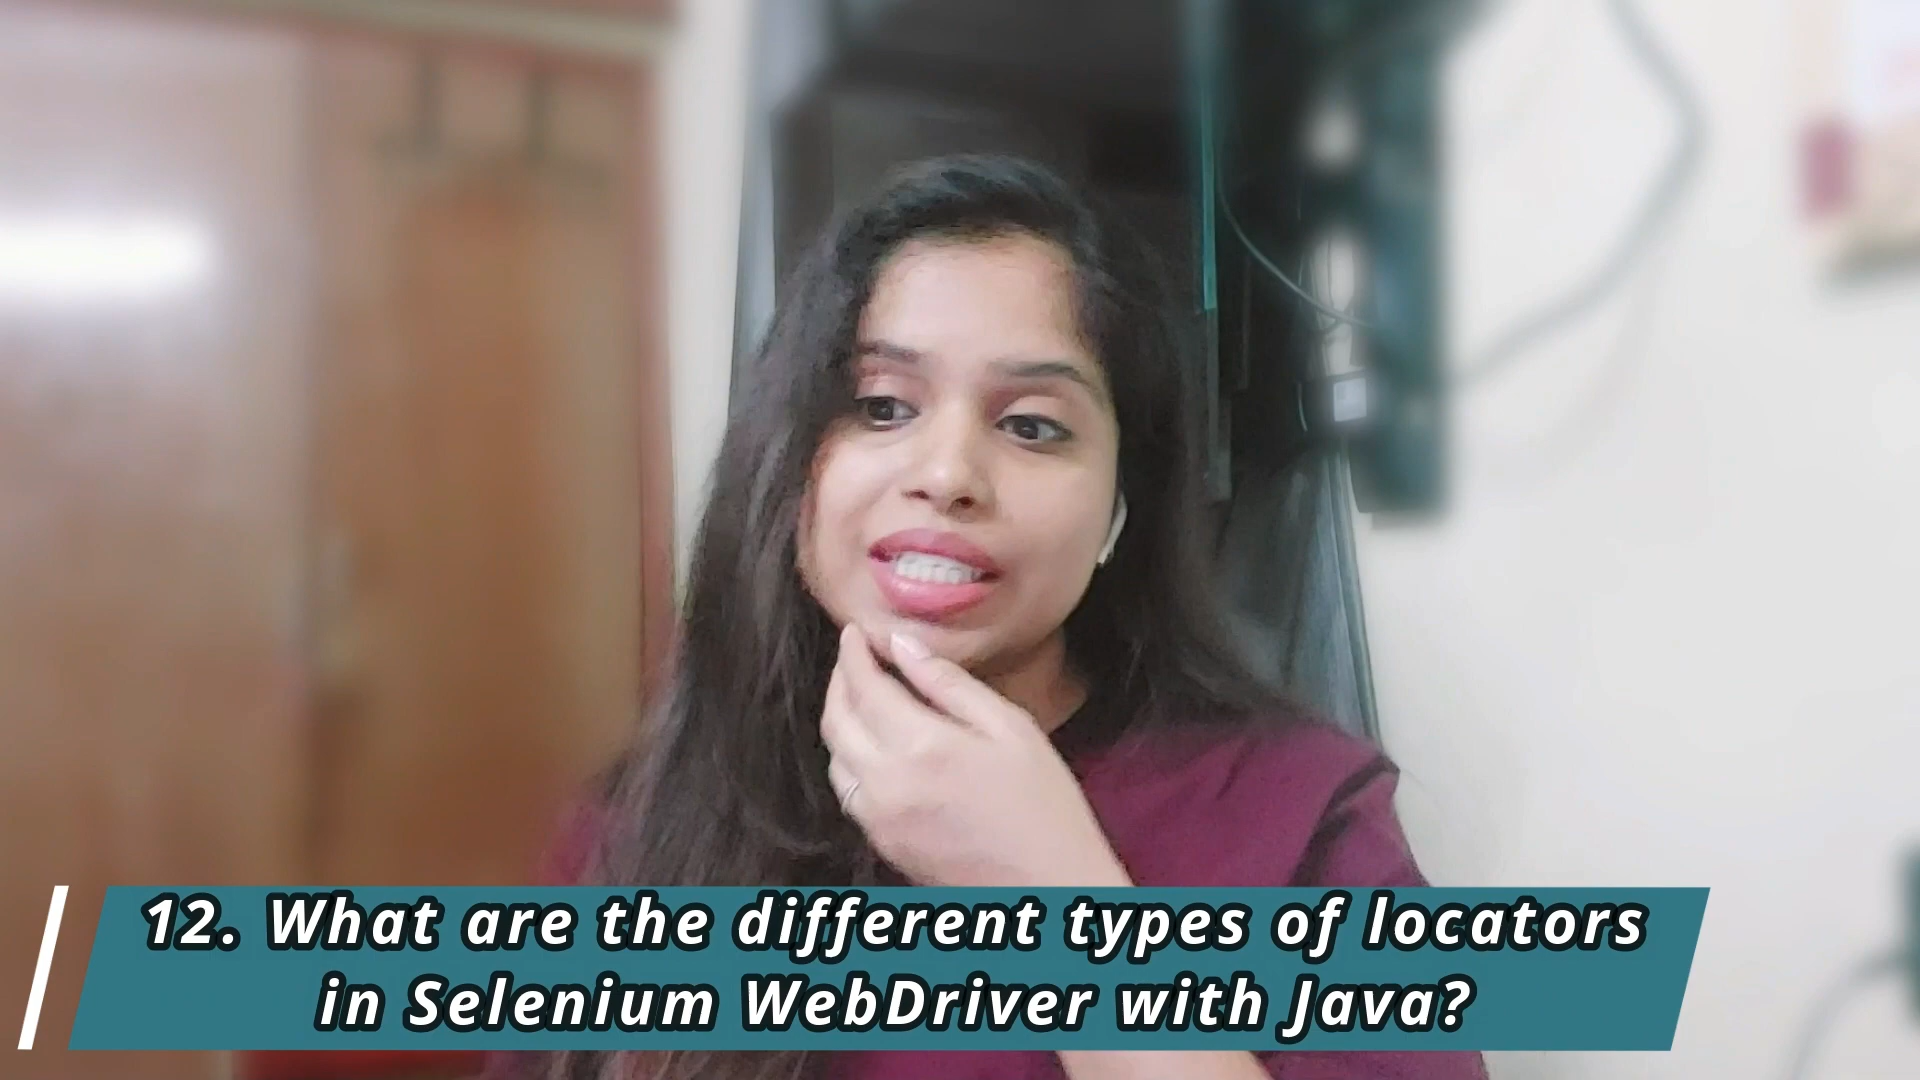 12. What are the different types of locators
in Selenium WebDriver with Java?